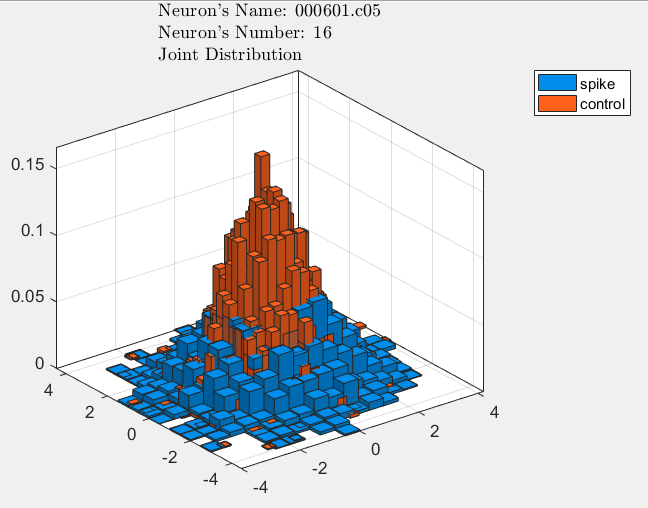 Neuron's Name: 000601.c05
Neuron's Number: 16
Joint Distribution
spike
control
0.15
0.1
0.05
0
4
2
0
-2
-4
-4
-2
0
2
4